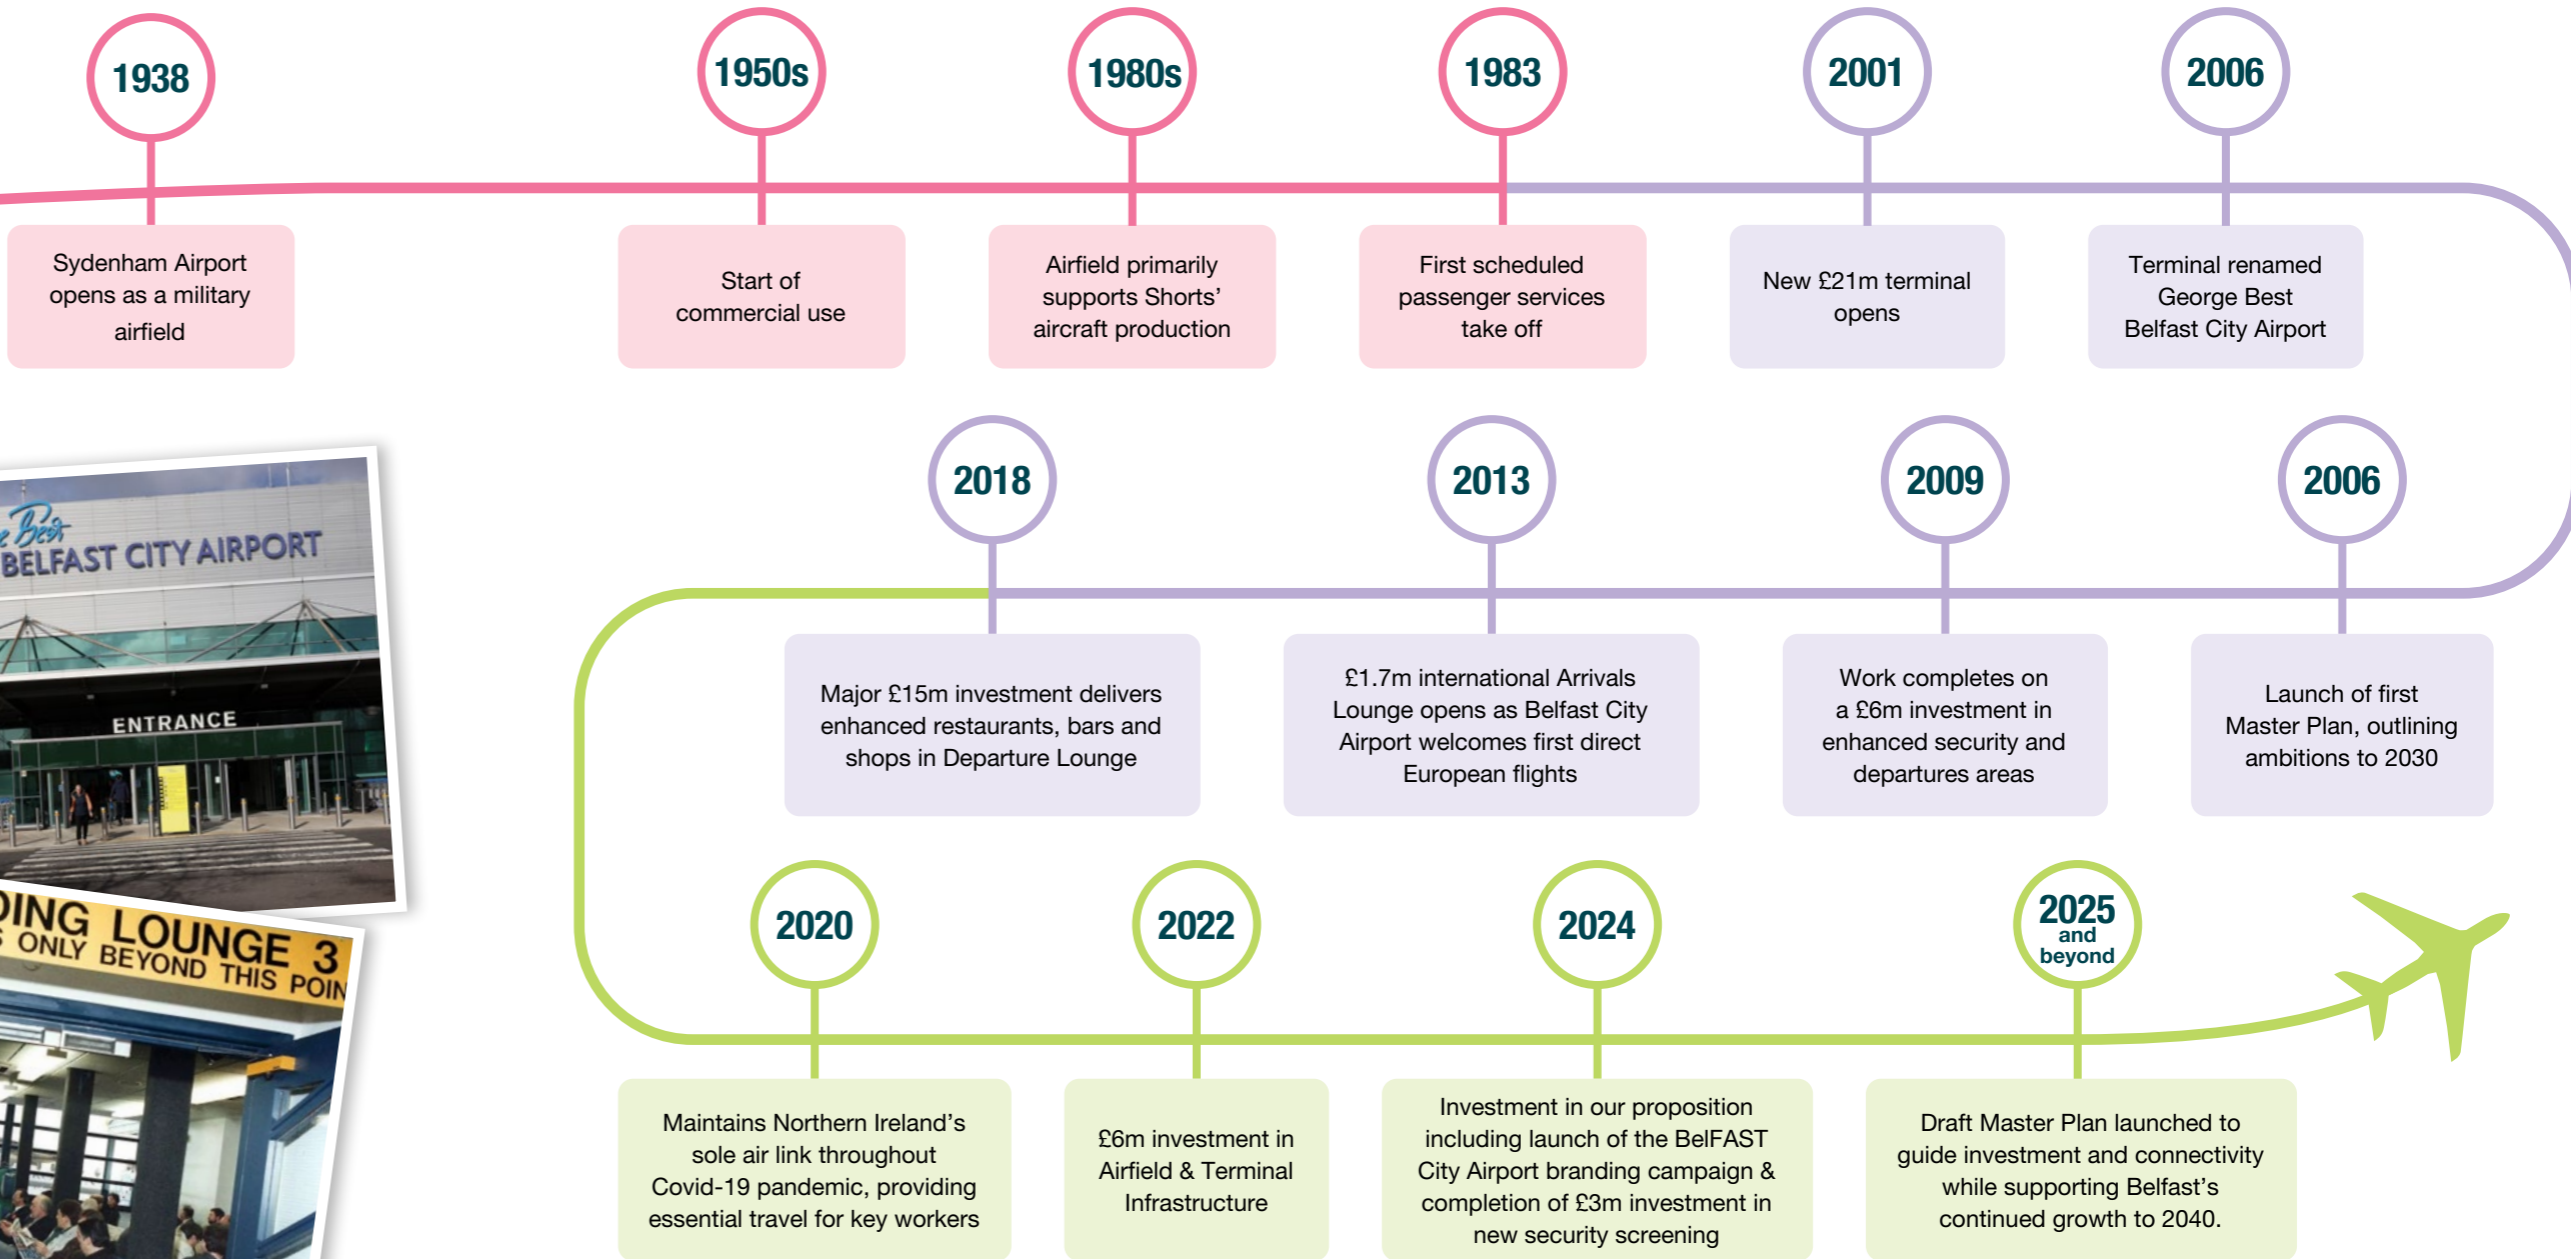 1938
Sydenham Airport
opens as a military
airfield
1950s
Start of
commercial use
1980s
Airfield primarily
supports Shorts’
aircraft production
1983
First scheduled
passenger services
take off
2001
New £21m terminal
opens
2006
Terminal renamed
George Best
Belfast City Airport
2006
Launch of first
Master Plan, outlining
ambitions to 2030
2009
Work completes on
a £6m investment in
enhanced security and
departures areas
2013
£1.7m international Arrivals
Lounge opens as Belfast City
Airport welcomes first direct
European flights
2018
Major £15m investment delivers
enhanced restaurants, bars and
shops in Departure Lounge
2020
Maintains Northern Ireland’s
sole air link throughout
Covid-19 pandemic, providing
essential travel for key workers
2022
£6m investment in
Airfield & Terminal
Infrastructure
2024
Investment in our proposition
including launch of the BelFAST
City Airport branding campaign &
completion of £3m investment in
new security screening
2025
and
beyond
Draft Master Plan launched to
guide investment and connectivity
while supporting Belfast’s
continued growth to 2040.
Best
BELFAST CITY AIRPORT
ENTRANCE
LOUNGE 3
ONLY BEYOND THIS